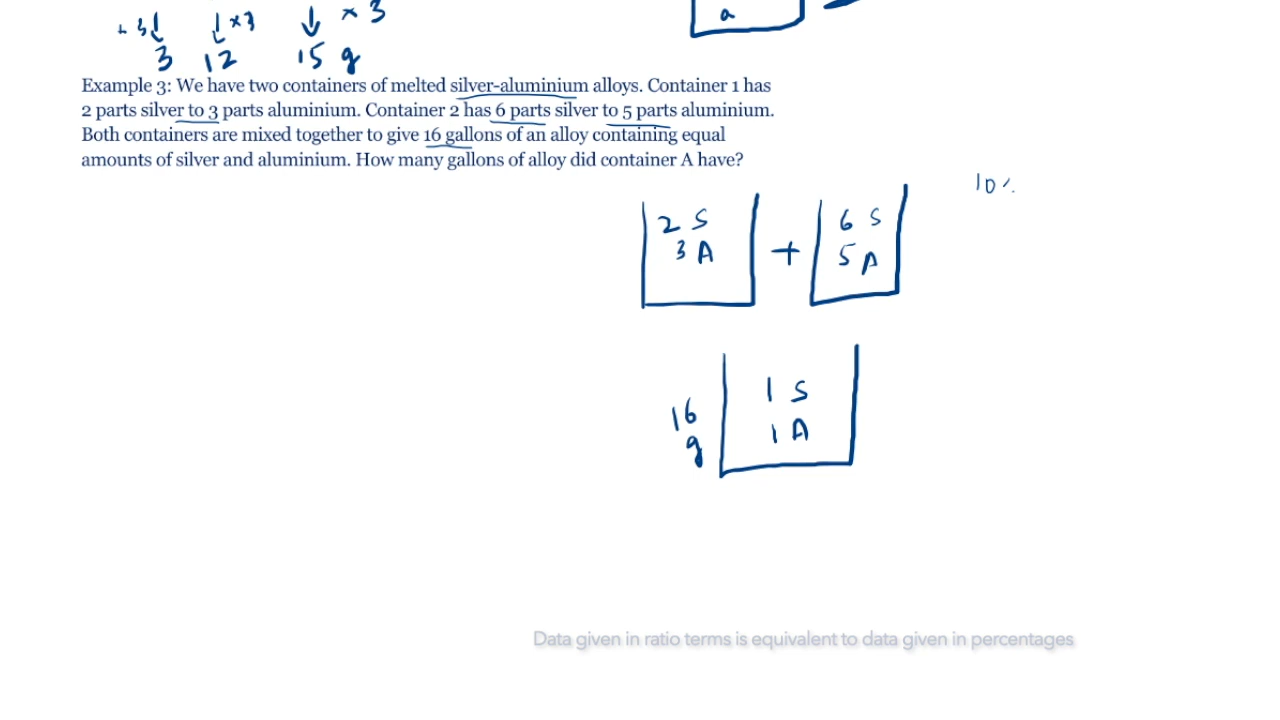 × 3 ↓ ×3 ↓ × 3
a
3 12 15 g
Example 3: We have two containers of melted silver-aluminium alloys. Container 1 has
2 parts silver to 3 parts aluminium. Container 2 has 6 parts silver to 5 parts aluminium.
Both containers are mixed together to give 16 gallons of an alloy containing equal
amounts of silver and aluminium. How many gallons of alloy did container A have?
10%
2 S 6 S
3 A + 5 A
1 S
16
1 A
g
Data given in ratio terms is equivalent to data given in percentages